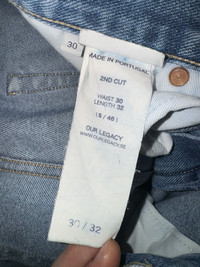 30
MADE IN PORTUGAL
2ND CUT
WAIST 30
LENGTH 32
(S / 46)
OUR LEGACY
WWW.OURLEGACY.SE
30 / 32